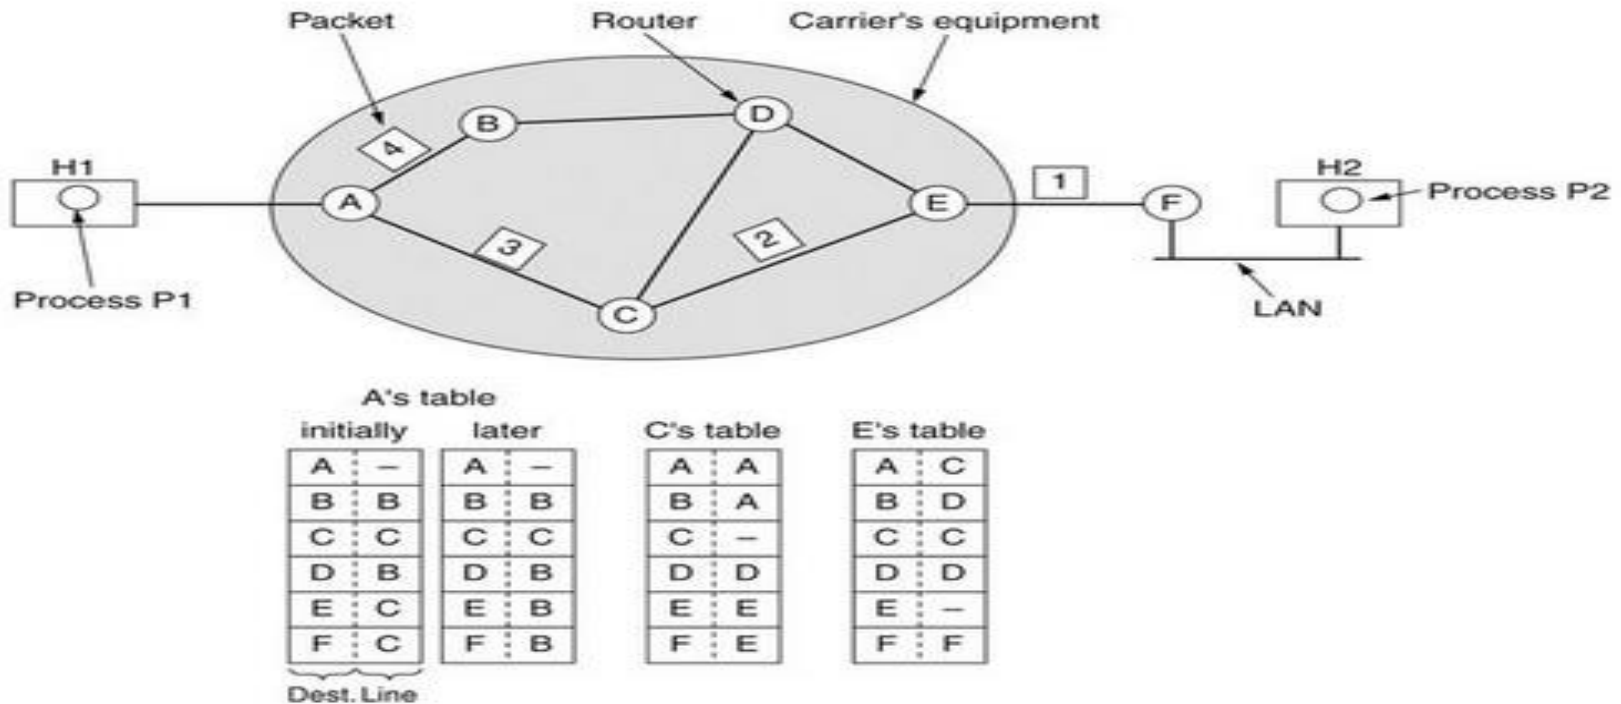 Packet Router Carrier's equipment
B D
4
H1 1 H2
A E F Process P2
3 2
Process P1 C LAN
A's table
initially later C's table E's table
A – A – A A A C
B B B B B A B D
C C C C C – C C
D B D B D D D D
E C E B E E E –
F C F B F E F F
Dest. Line